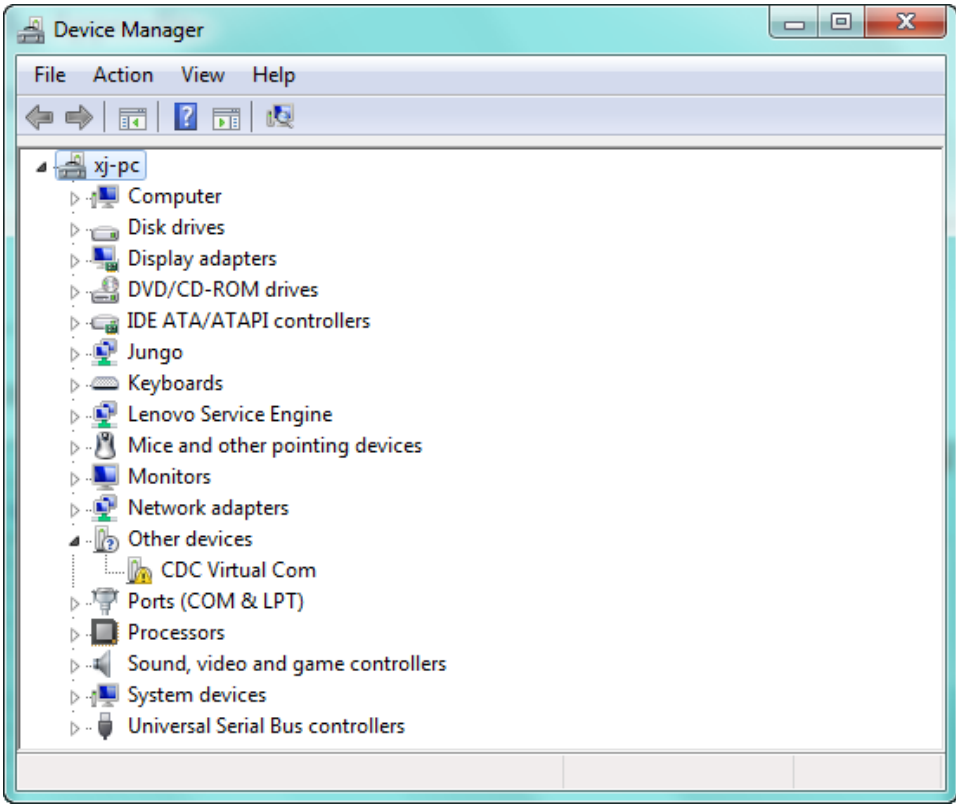 Device Manager
File Action View Help
xj-pc
Computer
Disk drives
Display adapters
DVD/CD-ROM drives
IDE ATA/ATAPI controllers
Jungo
Keyboards
Lenovo Service Engine
Mice and other pointing devices
Monitors
Network adapters
Other devices
CDC Virtual Com
Ports (COM & LPT)
Processors
Sound, video and game controllers
System devices
Universal Serial Bus controllers